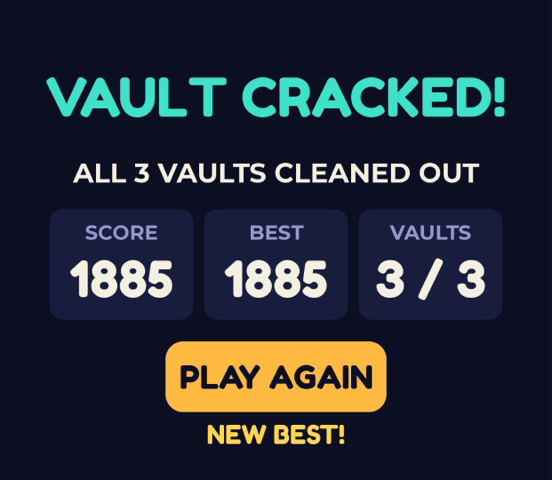 VAULT CRACKED!
ALL 3 VAULTS CLEANED OUT
SCORE BEST VAULTS
1885 1885 3 / 3
PLAY AGAIN
NEW BEST!